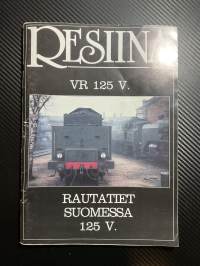 RESIINA
VR 125 V.
RAUTATIET
SUOMESSA
125 V.